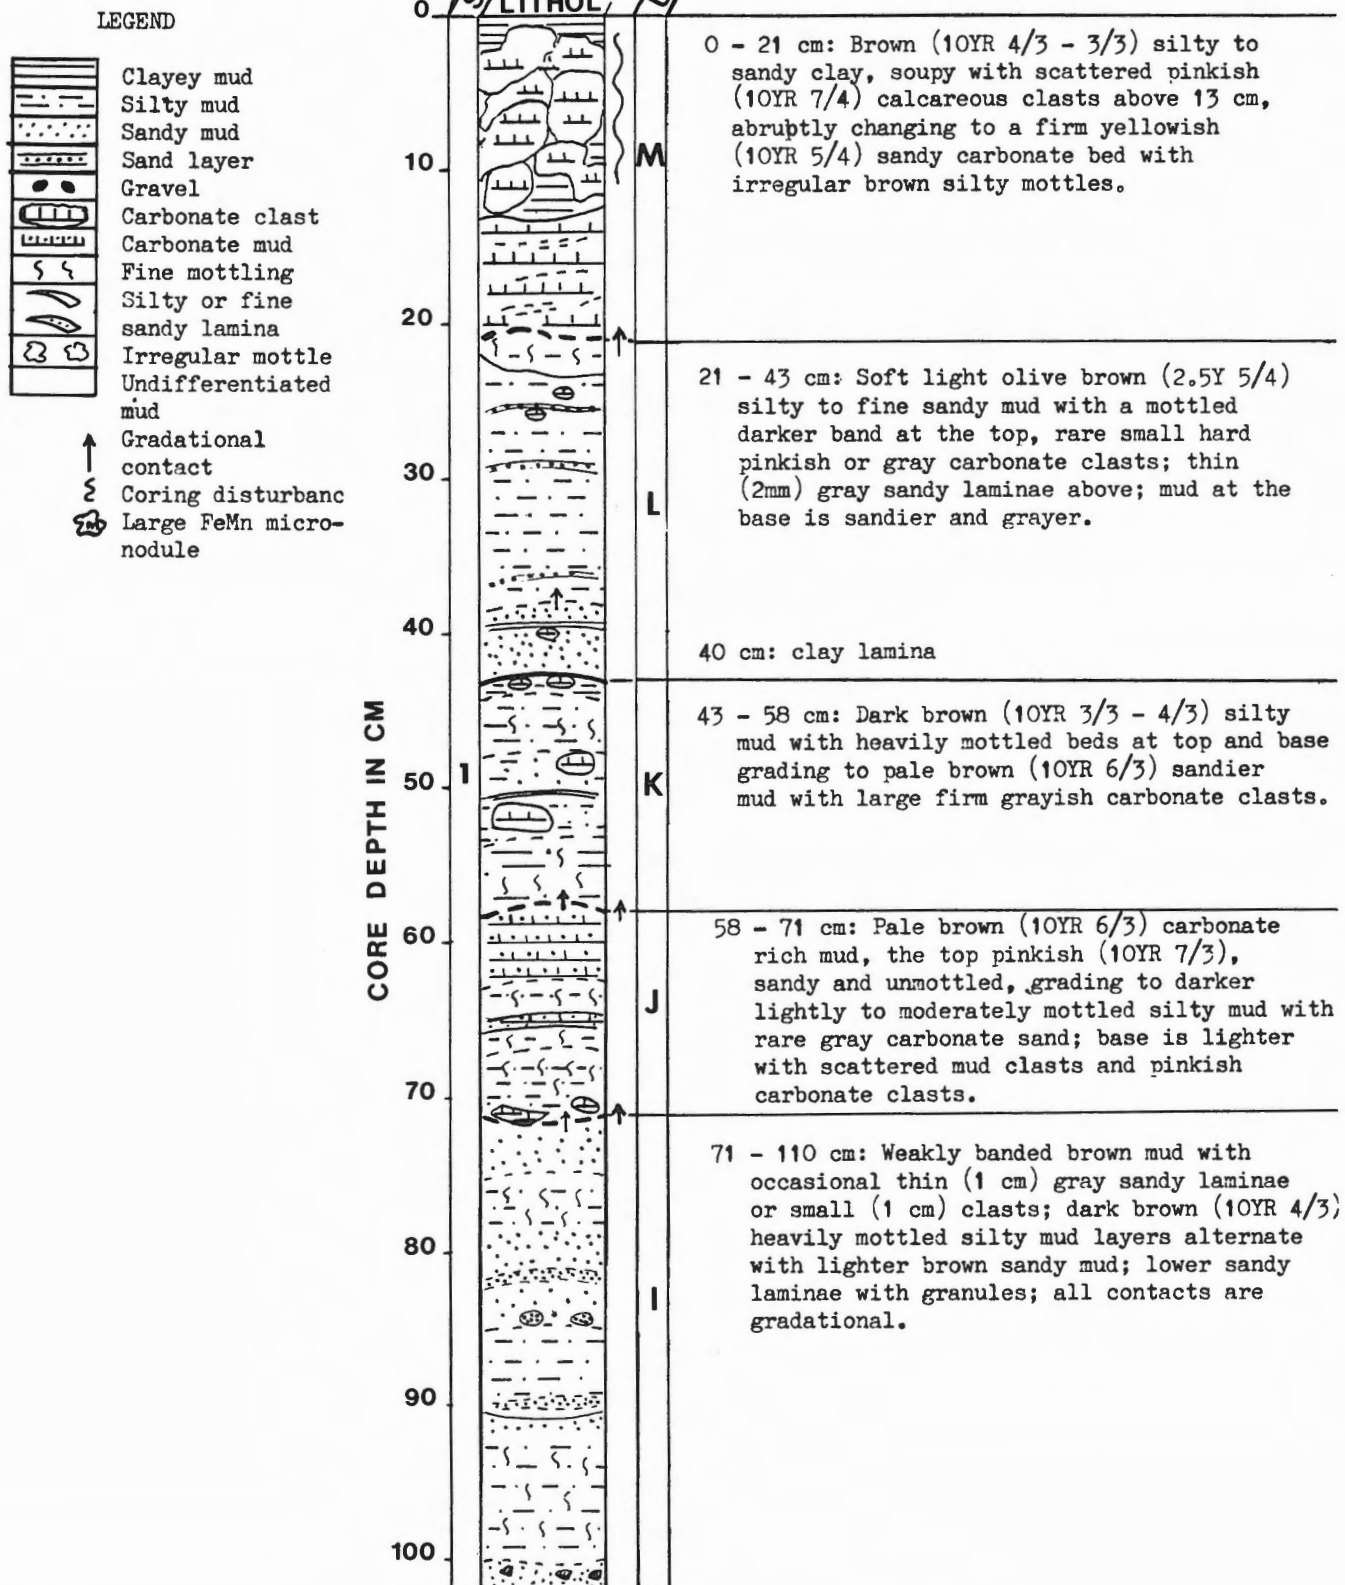 LEGEND
Clayey mud
Silty mud
Sandy mud
Sand layer
Gravel
Carbonate clast
Carbonate mud
Fine mottling
Silty or fine
sandy lamina
Irregular mottle
Undifferentiated
mud
Gradational
contact
Coring disturbanc
Large FeMn micro-
nodule
CORE DEPTH IN CM
LITHOL
0
10
20
30
40
50
60
70
80
90
100
1
M
L
K
J
I
0 - 21 cm: Brown (10YR 4/3 - 3/3) silty to
sandy clay, soupy with scattered pinkish
(10YR 7/4) calcareous clasts above 13 cm,
abruptly changing to a firm yellowish
(10YR 5/4) sandy carbonate bed with
irregular brown silty mottles.
21 - 43 cm: Soft light olive brown (2.5Y 5/4)
silty to fine sandy mud with a mottled
darker band at the top, rare small hard
pinkish or gray carbonate clasts; thin
(2mm) gray sandy laminae above; mud at the
base is sandier and grayer.
40 cm: clay lamina
43 - 58 cm: Dark brown (10YR 3/3 - 4/3) silty
mud with heavily mottled beds at top and base
grading to pale brown (10YR 6/3) sandier
mud with large firm grayish carbonate clasts.
58 - 71 cm: Pale brown (10YR 6/3) carbonate
rich mud, the top pinkish (10YR 7/3),
sandy and unmottled, grading to darker
lightly to moderately mottled silty mud with
rare gray carbonate sand; base is lighter
with scattered mud clasts and pinkish
carbonate clasts.
71 - 110 cm: Weakly banded brown mud with
occasional thin (1 cm) gray sandy laminae
or small (1 cm) clasts; dark brown (10YR 4/3)
heavily mottled silty mud layers alternate
with lighter brown sandy mud; lower sandy
laminae with granules; all contacts are
gradational.